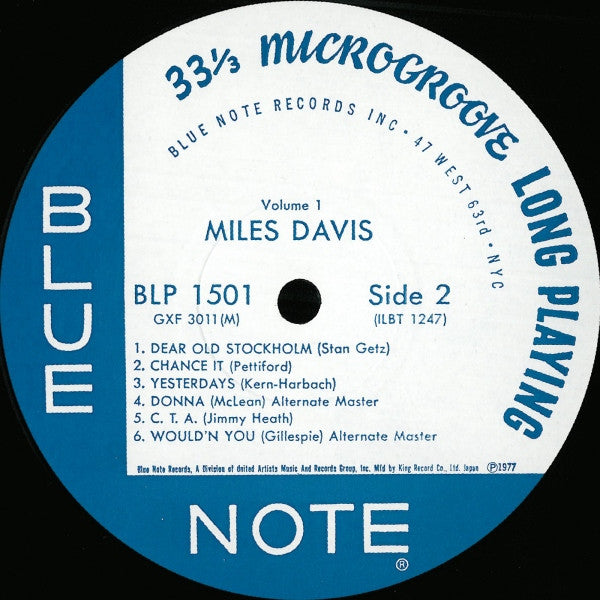 33⅓ MICROGROOVE LONG PLAYING
BLUE NOTE RECORDS INC • 47 WEST 63rd • NYC
Volume 1
MILES DAVIS
BLP 1501 Side 2
GXF 3011(M) (ILBT 1247)
1. DEAR OLD STOCKHOLM (Stan Getz)
2. CHANCE IT (Pettiford)
3. YESTERDAYS (Kern-Harbach)
4. DONNA (McLean) Alternate Master
5. C. T. A. (Jimmy Heath)
6. WOULD'N YOU (Gillespie) Alternate Master
Blue Note Records, A Division of United Artists Music And Records Group, Inc. Mfd by King Record Co., Ltd. Japan ℗1977
BLUE
NOTE®